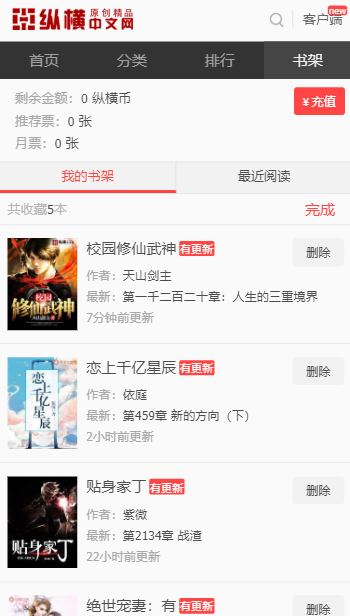 纵横 原创精品
中文网
客户端 new
首页 分类 排行 书架
剩余金额：0 纵横币
¥充值
推荐票：0 张
月票：0 张
我的书架 最近阅读
共收藏5本 完成
校园修仙武神 有更新
删除
作者：天山剑主
最新：第一千二百二十章：人生的三重境界
7分钟前更新
校园
修仙武神
恋上千亿星辰 有更新
删除
作者：依庭
最新：第459章 新的方向（下）
2小时前更新
恋上千亿星辰
贴身家丁 有更新
删除
作者：紫微
最新：第2134章 战渣
22小时前更新
贴身家丁
绝世宠妻：有 有更新
删除